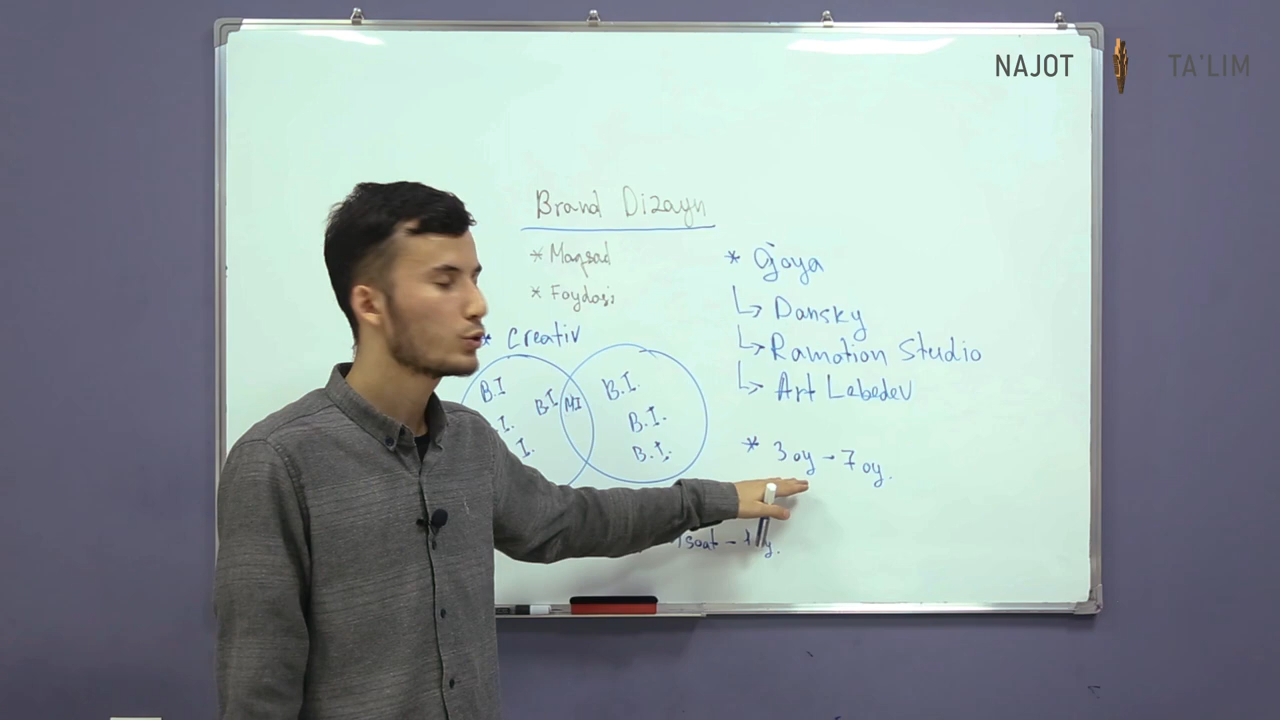 NAJOT TA'LIM
Brand Dizayn
* Maqsad
* Foydasi
* Creativ
B.I
B.I
MI
I.
I.
B.I.
B.I.
B.I.
* G'oya
↳ Dansky
↳ Ramotion Studio
↳ Art Lebedev
* 3 oy - 7 oy.
soat -